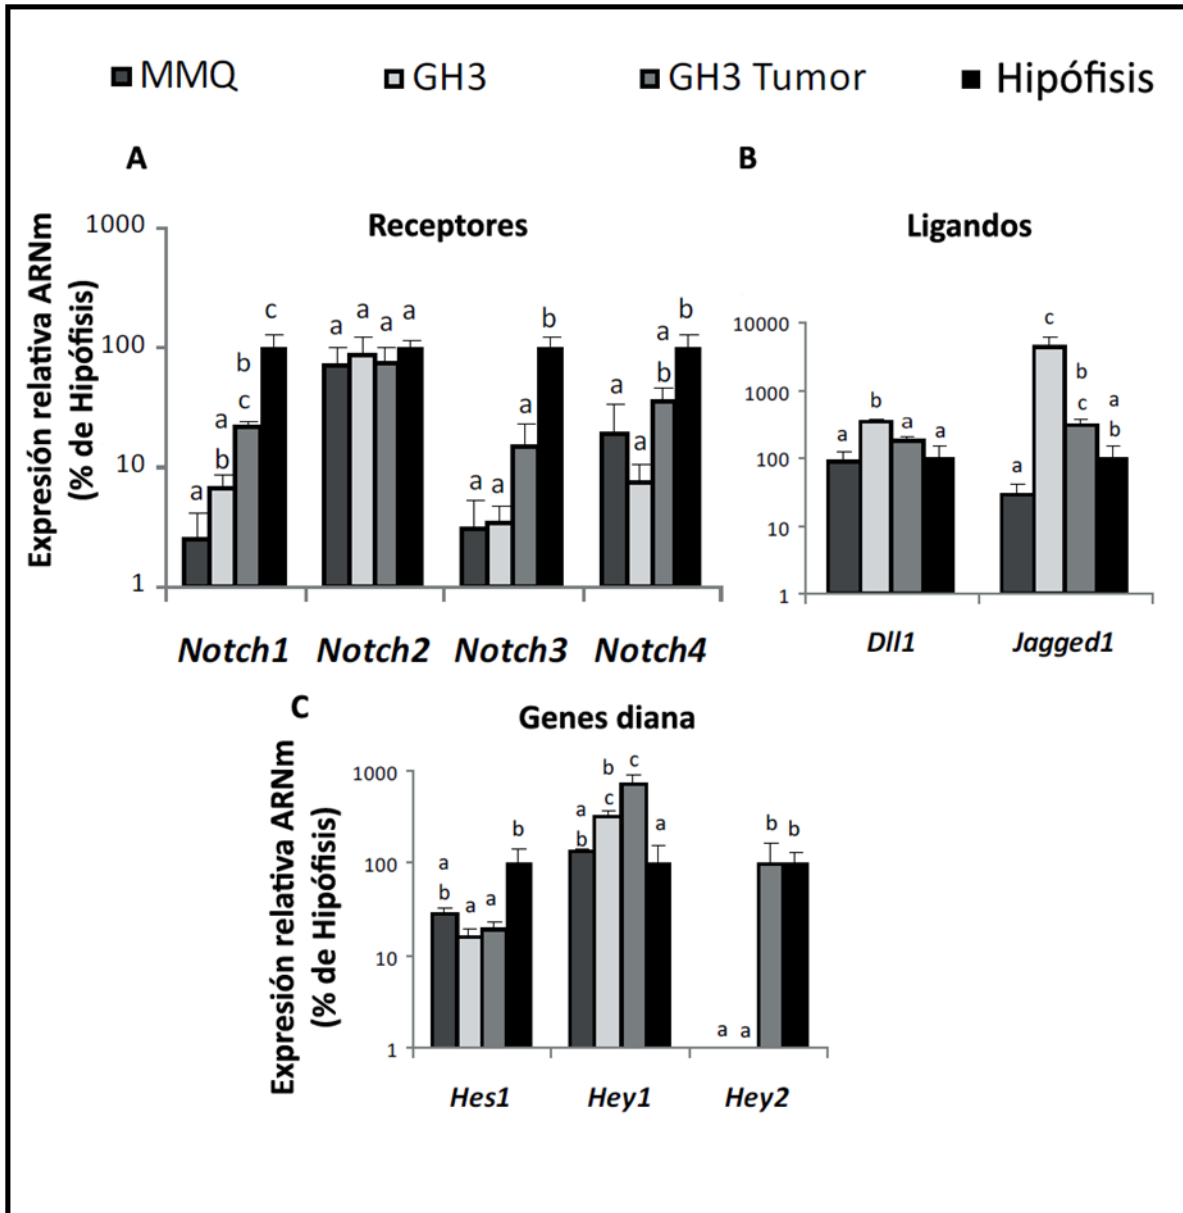 MMQ GH3 GH3 Tumor Hipófisis
A
B
Receptores
Ligandos
Expresión relativa ARNm
(% de Hipófisis)
1000
100
10
1
a
a
b
b
c
c
a
a
a
a
a
a
a
b
a
a
a
b
b
Notch1 Notch2 Notch3 Notch4
10000
1000
100
10
1
a
b
a
a
a
c
b
c
a
b
Dll1 Jagged1
C
Genes diana
Expresión relativa ARNm
(% de Hipófisis)
1000
100
10
1
a
b
a
a
b
a
b
b
c
c
a
a
a
b
b
Hes1 Hey1 Hey2